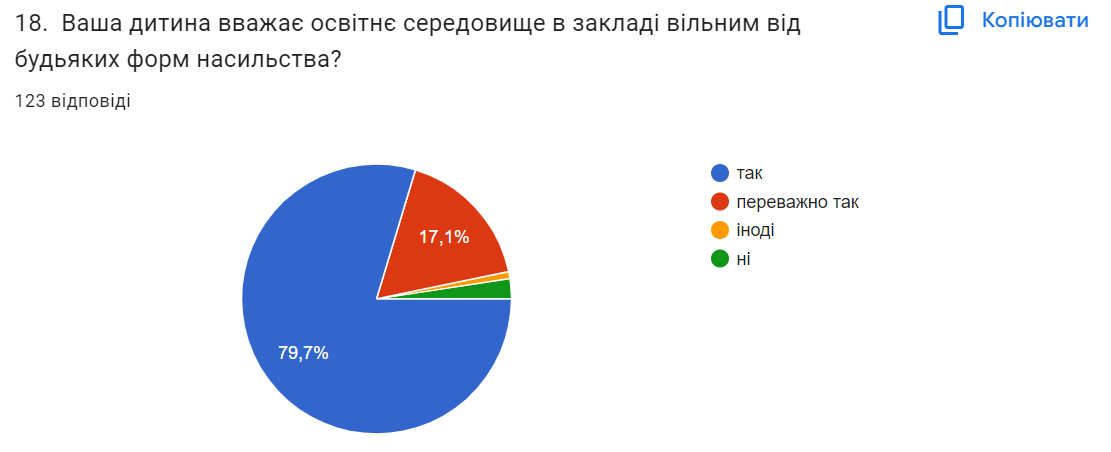 18. Ваша дитина вважає освітнє середовище в закладі вільним від
будьяких форм насильства?
Копіювати
123 відповіді
так
переважно так
іноді
ні
17,1%
79,7%